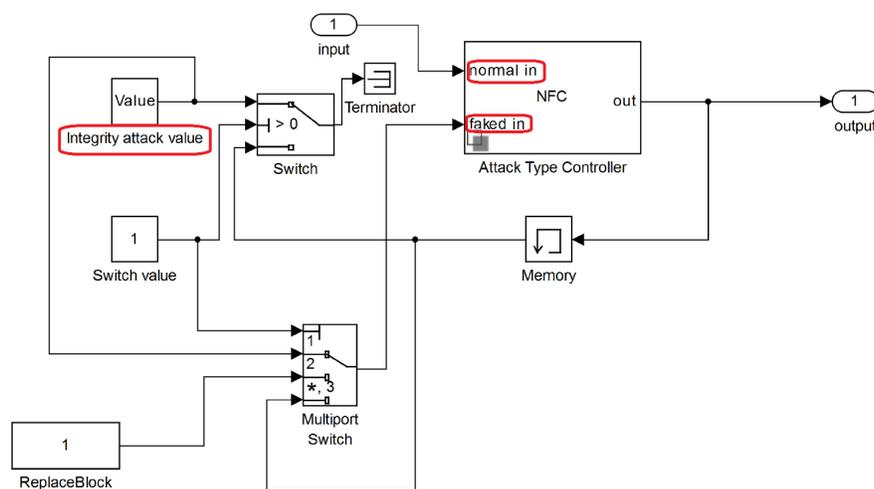 1
input
normal in
NFC
out
faked in
Attack Type Controller
1
output
Value
Integrity attack value
> 0
Switch
Terminator
1
Switch value
Memory
1
2
*, 3
Multiport
Switch
1
ReplaceBlock